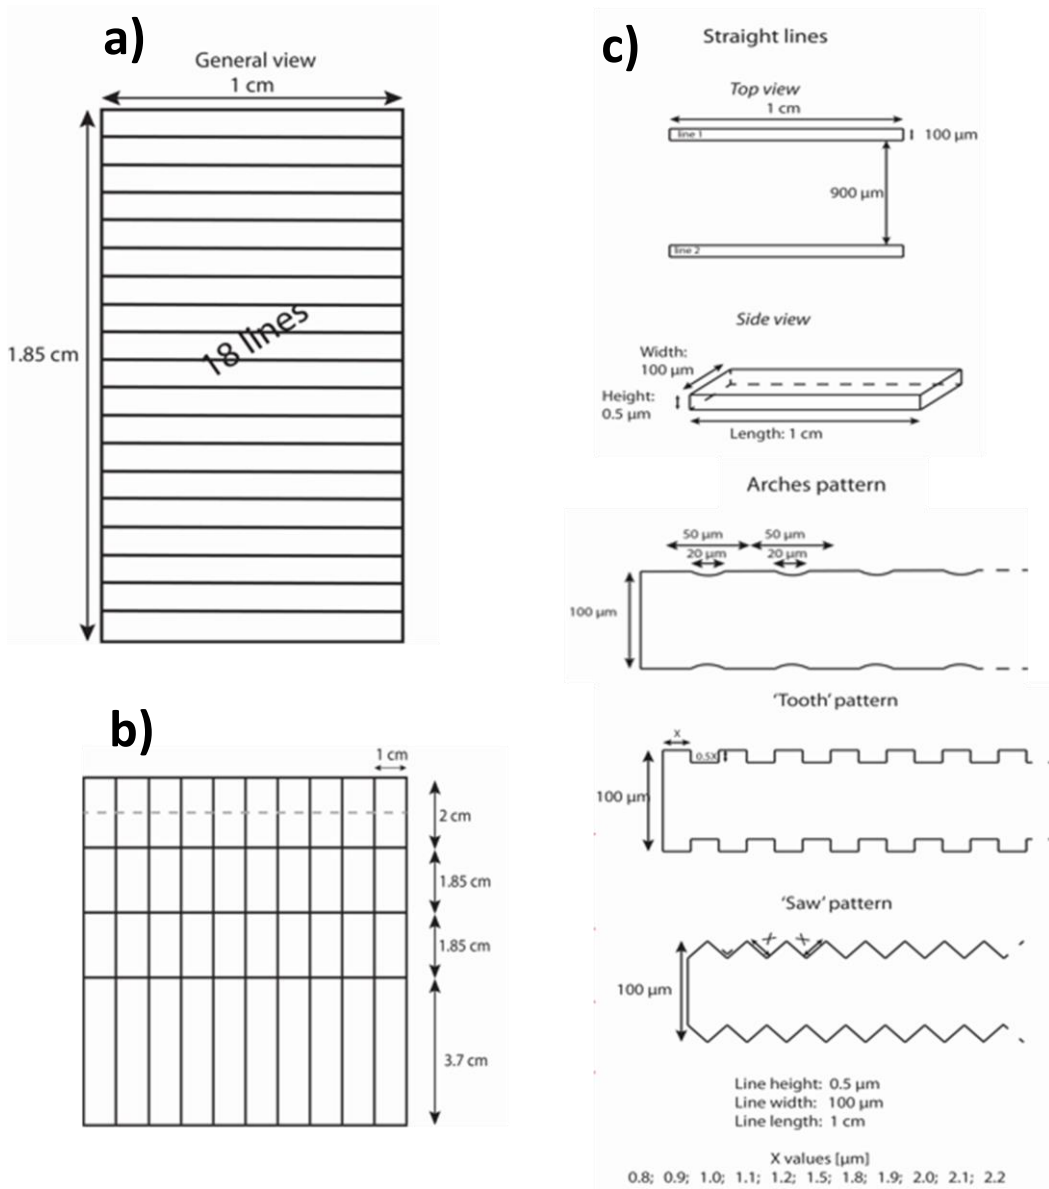 a)
General view
1 cm
1.85 cm
18 lines
b)
1 cm
2 cm
1.85 cm
1.85 cm
3.7 cm
c)
Straight lines
Top view
1 cm
line 1
100 µm
900 µm
line 2
Side view
Width:
100 µm
Height:
0.5 µm
Length: 1 cm
Arches pattern
50 µm
50 µm
20 µm
20 µm
100 µm
'Tooth' pattern
X
0.5X
100 µm
'Saw' pattern
X
X
100 µm
Line height: 0.5 µm
Line width: 100 µm
Line length: 1 cm
X values [µm]
0.8; 0.9; 1.0; 1.1; 1.2; 1.5; 1.8; 1.9; 2.0; 2.1; 2.2